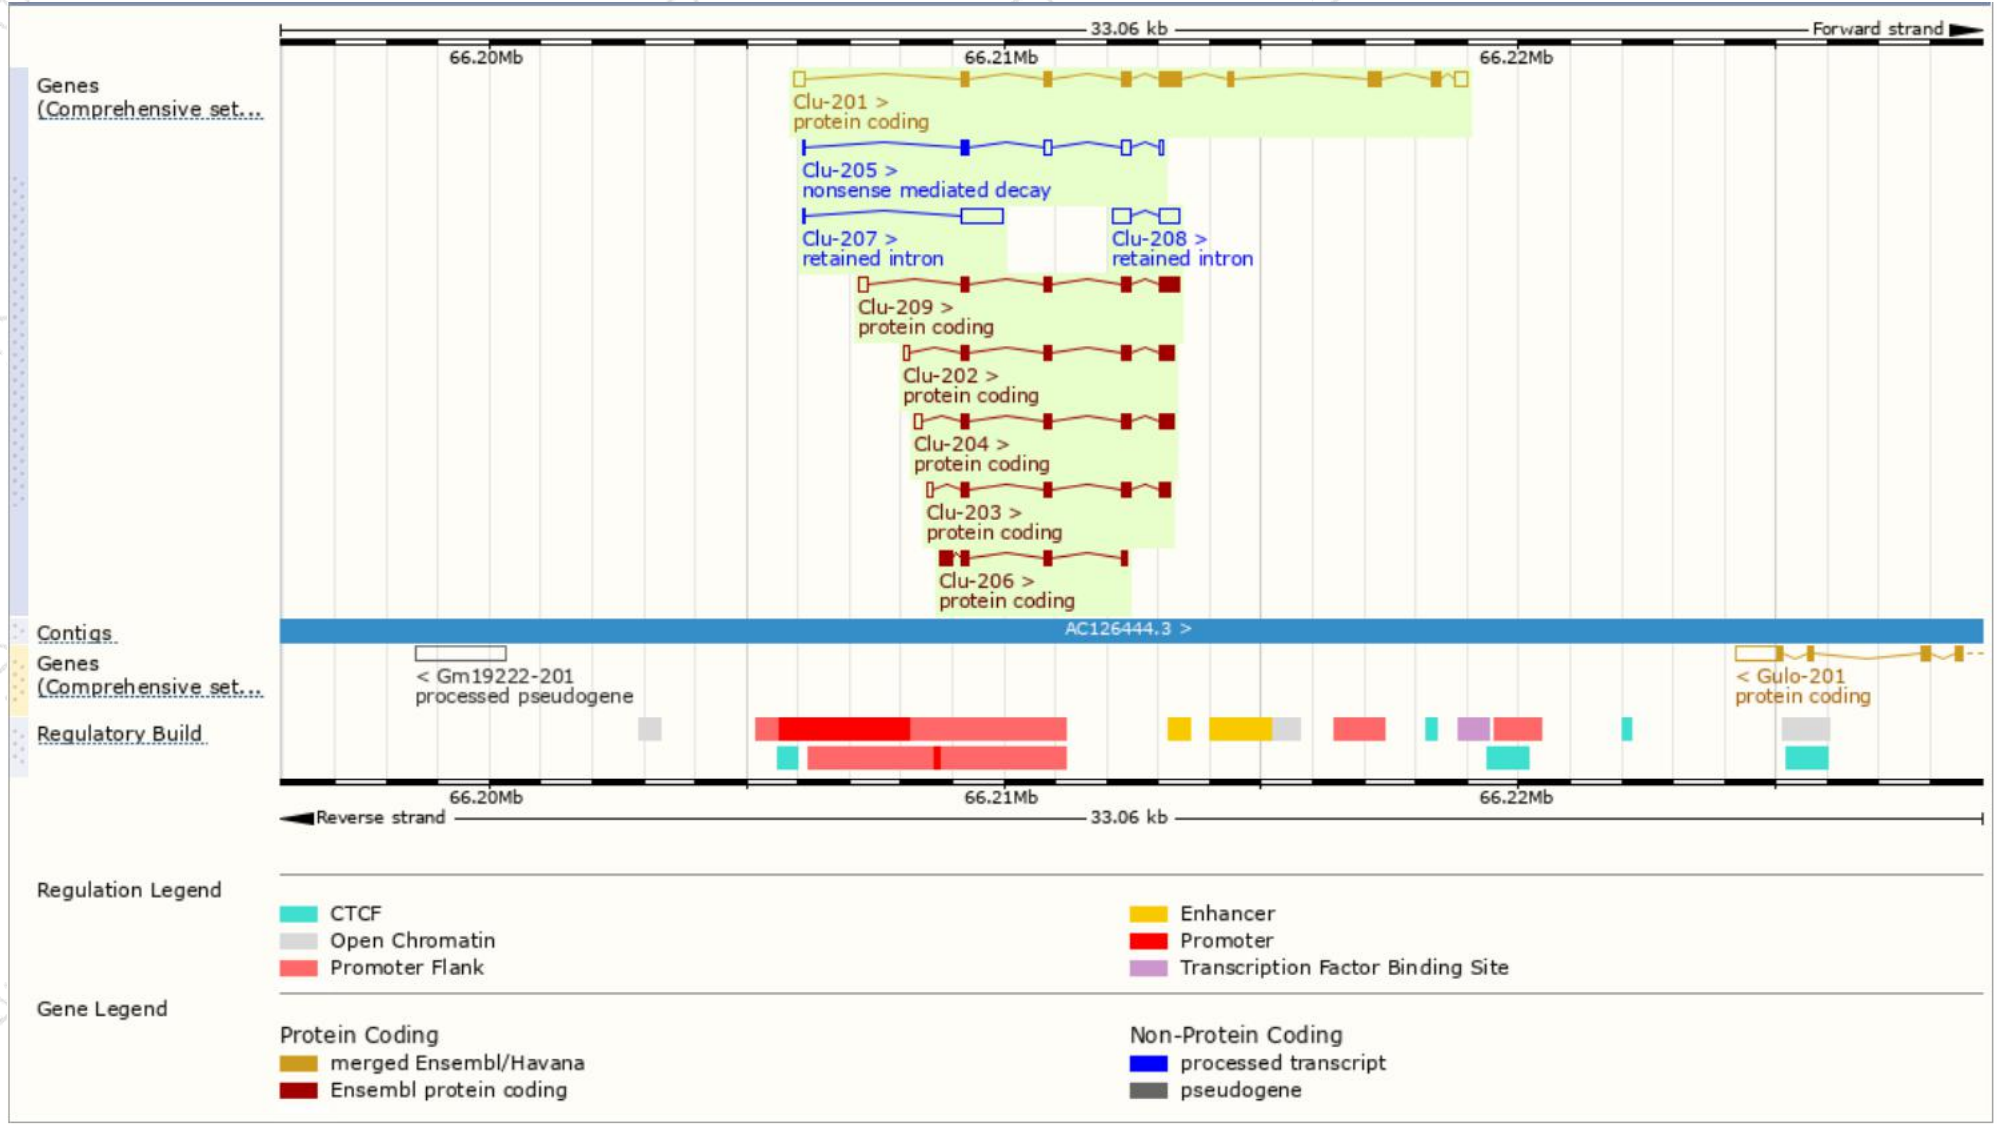 33.06 kb
Forward strand
66.20Mb 66.21Mb 66.22Mb
Genes
(Comprehensive set...
Clu-201 >
protein coding
Clu-205 >
nonsense mediated decay
Clu-207 > Clu-208 >
retained intron retained intron
Clu-209 >
protein coding
Clu-202 >
protein coding
Clu-204 >
protein coding
Clu-203 >
protein coding
Clu-206 >
protein coding
Contigs AC126444.3 >
Genes
(Comprehensive set...
< Gm19222-201 < Gulo-201
processed pseudogene protein coding
Regulatory Build
66.20Mb 66.21Mb 66.22Mb
Reverse strand 33.06 kb
Regulation Legend
CTCF Enhancer
Open Chromatin Promoter
Promoter Flank Transcription Factor Binding Site
Gene Legend
Protein Coding Non-Protein Coding
merged Ensembl/Havana processed transcript
Ensembl protein coding pseudogene